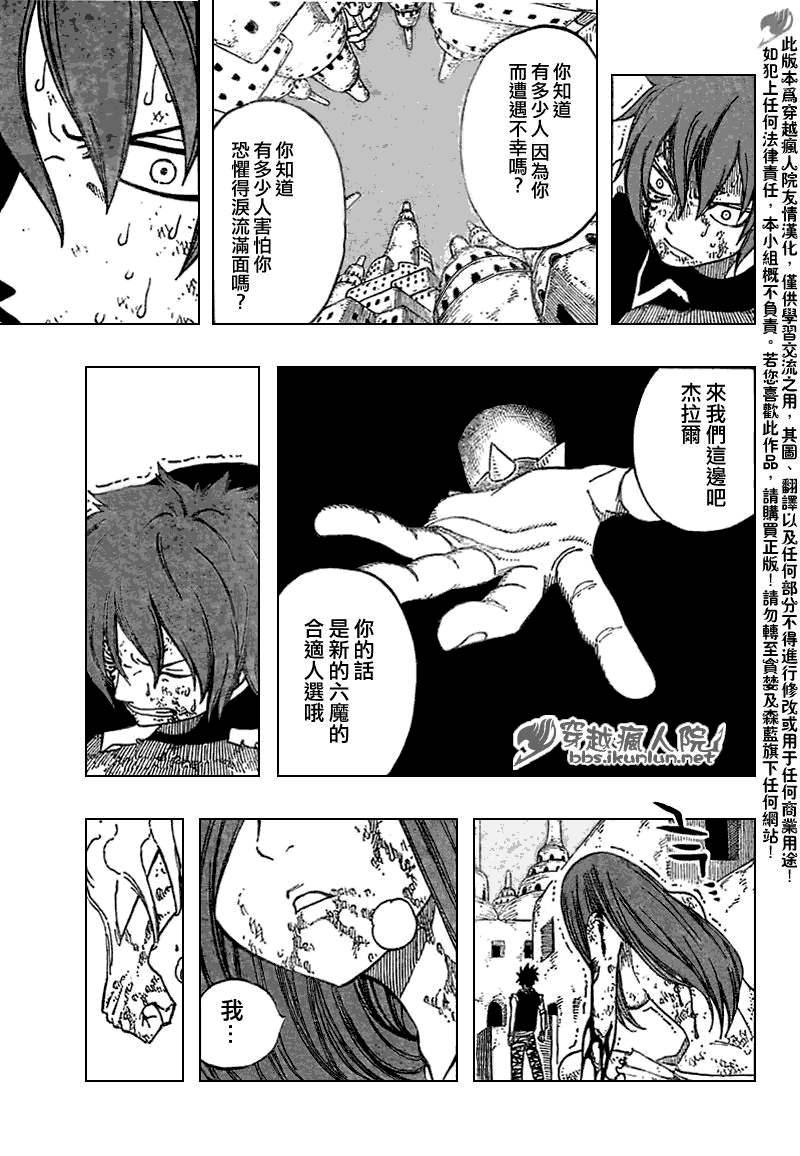 你知道
有多少人因為你
而遭遇不幸嗎？
你知道
有多少人害怕你
恐懼得淚流滿面嗎？
來我們這邊吧
杰拉爾
你的話
是新的六魔的
合適人選哦
穿越瘋人院
bbs.ikunlun.net
我…
此版本爲穿越瘋人院友情漢化，僅供學習交流之用，其圖、翻譯以及任何部分不得進行修改或用于任何商業用途！
如犯上任何法律責任，本小組概不負責。若您喜歡此作品，請購買正版！請勿轉至貪婪及森藍旗下任何網站！